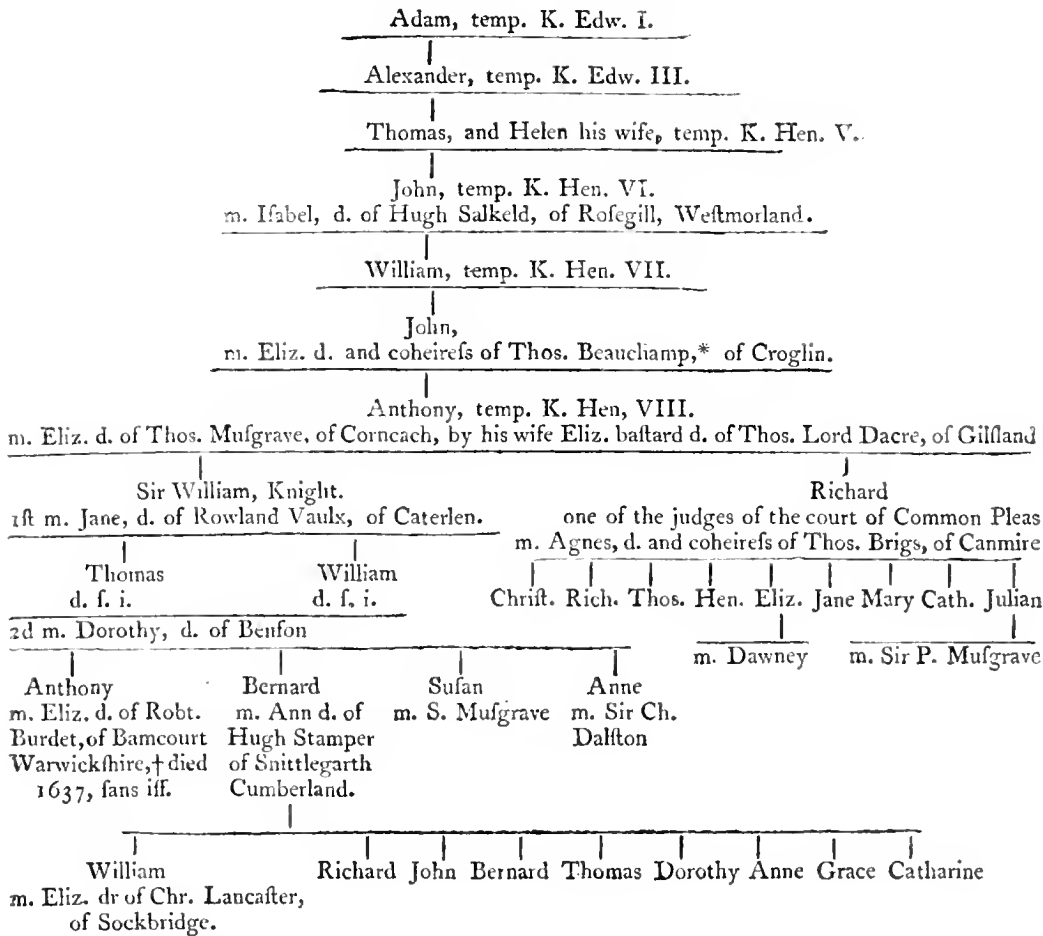 Adam, temp. K. Edw. I.
Alexander, temp. K. Edw. III.
Thomas, and Helen his wife, temp. K. Hen. V.
John, temp. K. Hen. VI.
m. Iſabel, d. of Hugh Salkeld, of Roſegill, Weſtmorland.
William, temp. K. Hen. VII.
John,
m. Eliz. d. and coheireſs of Thos. Beauchamp,* of Croglin.
Anthony, temp. K. Hen, VIII.
m. Eliz. d. of Thos. Muſgrave, of Corncach, by his wife Eliz. baſtard d. of Thos. Lord Dacre, of Gilſland
Sir William, Knight.
1ſt m. Jane, d. of Rowland Vaulx, of Caterlen.
Richard
one of the judges of the court of Common Pleas
m. Agnes, d. and coheireſs of Thos. Brigs, of Canmire
Thomas
d. ſ. i.
William
d. ſ. i.
Chriſt. Rich. Thos. Hen. Eliz. Jane Mary Cath. Julian
m. Dawney
m. Sir P. Muſgrave
2d m. Dorothy, d. of Benſon
Anthony
m. Eliz. d. of Robt.
Burdet, of Bamcourt
Warwickſhire,† died
1637, ſans iſſ.
Bernard
m. Ann d. of
Hugh Stamper
of Snittlegarth
Cumberland.
Suſan
m. S. Muſgrave
Anne
m. Sir Ch.
Dalſton
William
m. Eliz. dr of Chr. Lancaſter,
of Sockbridge.
Richard John Bernard Thomas Dorothy Anne Grace Catharine